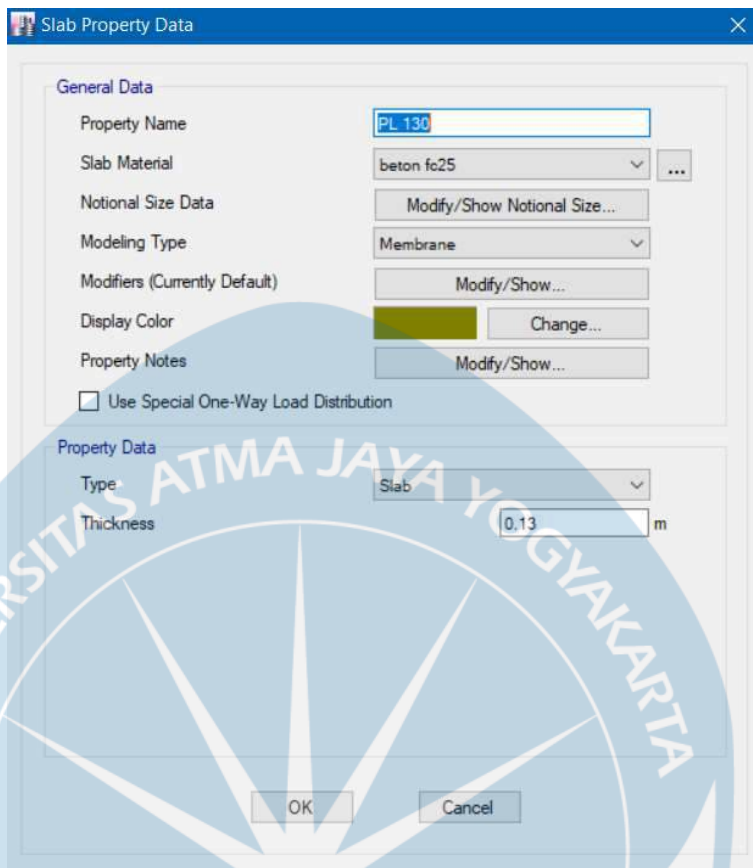 Slab Property Data
General Data
Property Name PL 130
Slab Material beton fc25 ...
Notional Size Data Modify/Show Notional Size...
Modeling Type Membrane
Modifiers (Currently Default) Modify/Show...
Display Color Change...
Property Notes Modify/Show...
Use Special One-Way Load Distribution
Property Data
Type Slab
Thickness 0.13 m
OK Cancel
RSITAS ATMA JAYA YOGYAKARTA